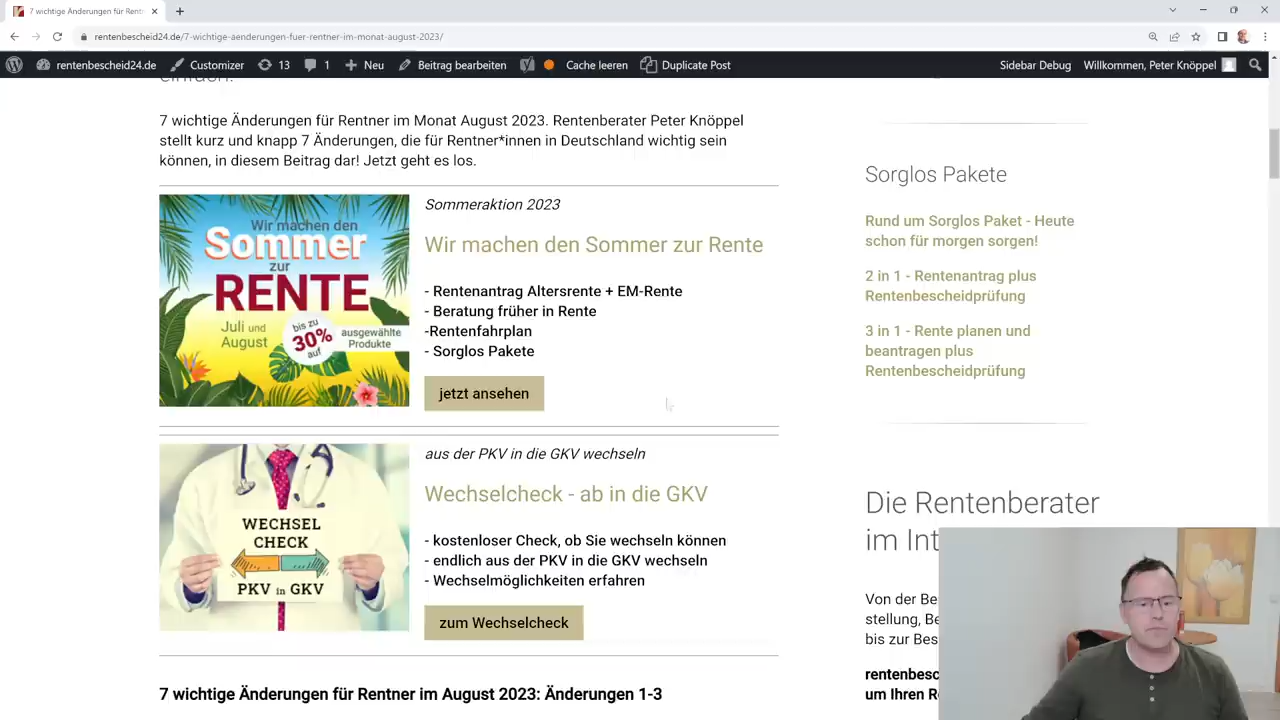 7 wichtige Änderungen für Rentn
rentenbescheid24.de/7-wichtige-aenderungen-fuer-rentner-im-monat-august-2023/
rentenbescheid24.de
Customizer
13
1
Neu
Beitrag bearbeiten
Cache leeren
Duplicate Post
Sidebar Debug
Willkommen, Peter Knöppel
einfach!
7 wichtige Änderungen für Rentner im Monat August 2023. Rentenberater Peter Knöppel
stellt kurz und knapp 7 Änderungen, die für Rentner*innen in Deutschland wichtig sein
können, in diesem Beitrag dar! Jetzt geht es los.
Wir machen den
Sommer
zur
RENTE
Juli und
August
bis zu
30%
auf
ausgewählte
Produkte
Sommeraktion 2023
Wir machen den Sommer zur Rente
- Rentenantrag Altersrente + EM-Rente
- Beratung früher in Rente
-Rentenfahrplan
- Sorglos Pakete
jetzt ansehen
WECHSEL
CHECK
PKV in GKV
aus der PKV in die GKV wechseln
Wechselcheck - ab in die GKV
- kostenloser Check, ob Sie wechseln können
- endlich aus der PKV in die GKV wechseln
- Wechselmöglichkeiten erfahren
zum Wechselcheck
7 wichtige Änderungen für Rentner im August 2023: Änderungen 1-3
Sorglos Pakete
Rund um Sorglos Paket - Heute
schon für morgen sorgen!
2 in 1 - Rentenantrag plus
Rentenbescheidprüfung
3 in 1 - Rente planen und
beantragen plus
Rentenbescheidprüfung
Die Rentenberater
im Int
Von der Be
stellung, Be
bis zur Bes
rentenbesc
um Ihren R